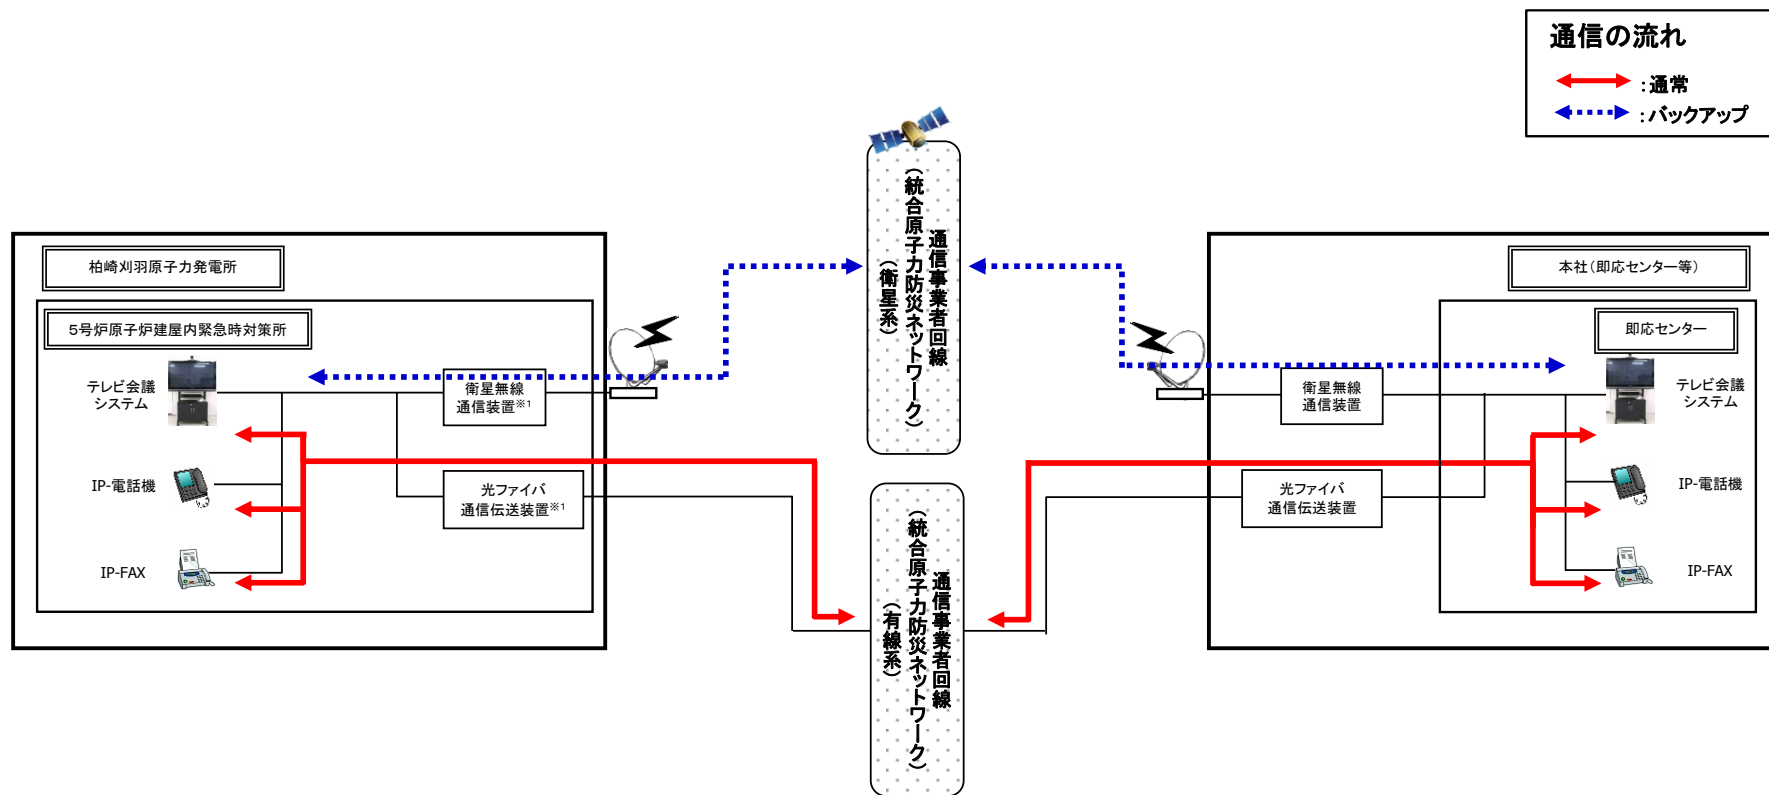 通信の流れ
:通常
:バックアップ
通信事業者回線
(統合原子力防災ネットワーク)
(衛星系)
柏崎刈羽原子力発電所
5号炉原子炉建屋内緊急時対策所
テレビ会議
システム
衛星無線
通信装置※1
IP-電話機
光ファイバ
通信伝送装置※1
IP-FAX
通信事業者回線
(統合原子力防災ネットワーク)
(有線系)
本社(即応センター等)
即応センター
衛星無線
通信装置
テレビ会議
システム
光ファイバ
通信伝送装置
IP-電話機
IP-FAX